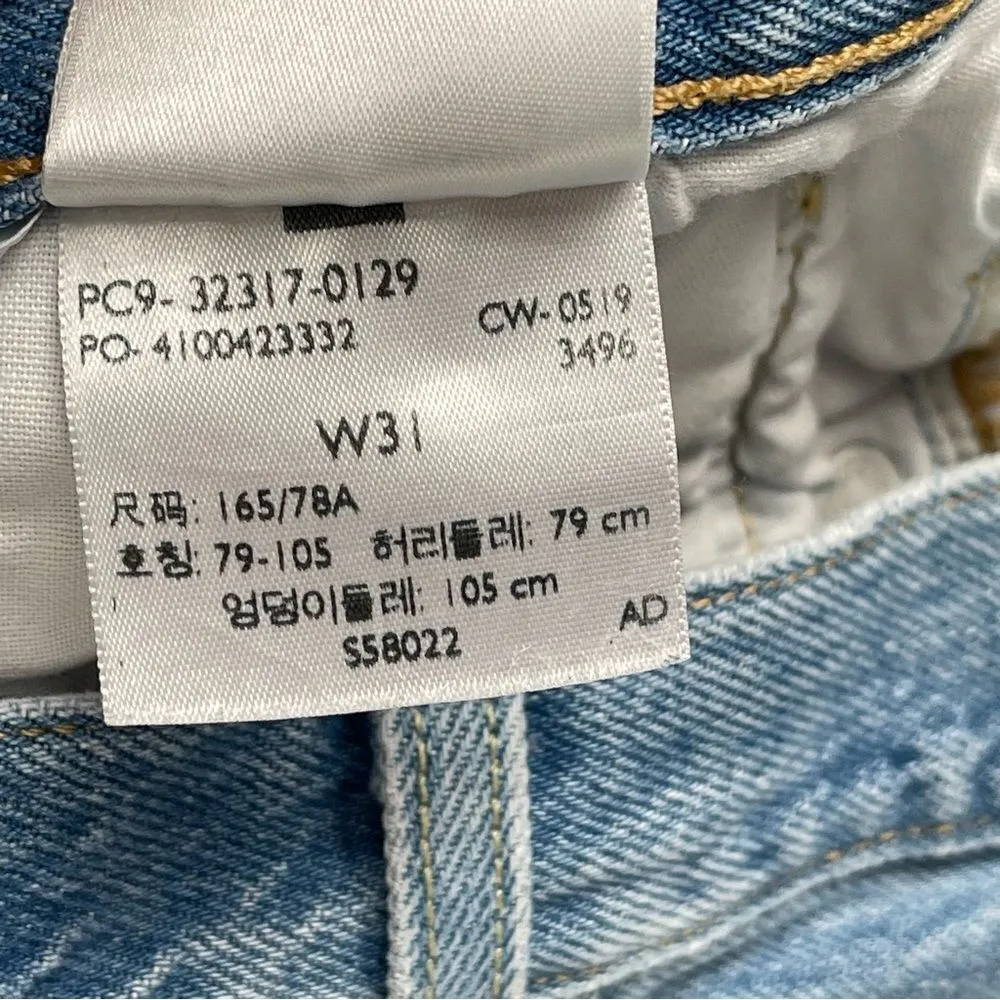 PC9- 32317-0129
PO- 4100423332
CW- 0519
3496
W31
尺码: 165/78A
호칭: 79-105 허리둘레: 79 cm
엉덩이둘레: 105 cm
S58022
AD